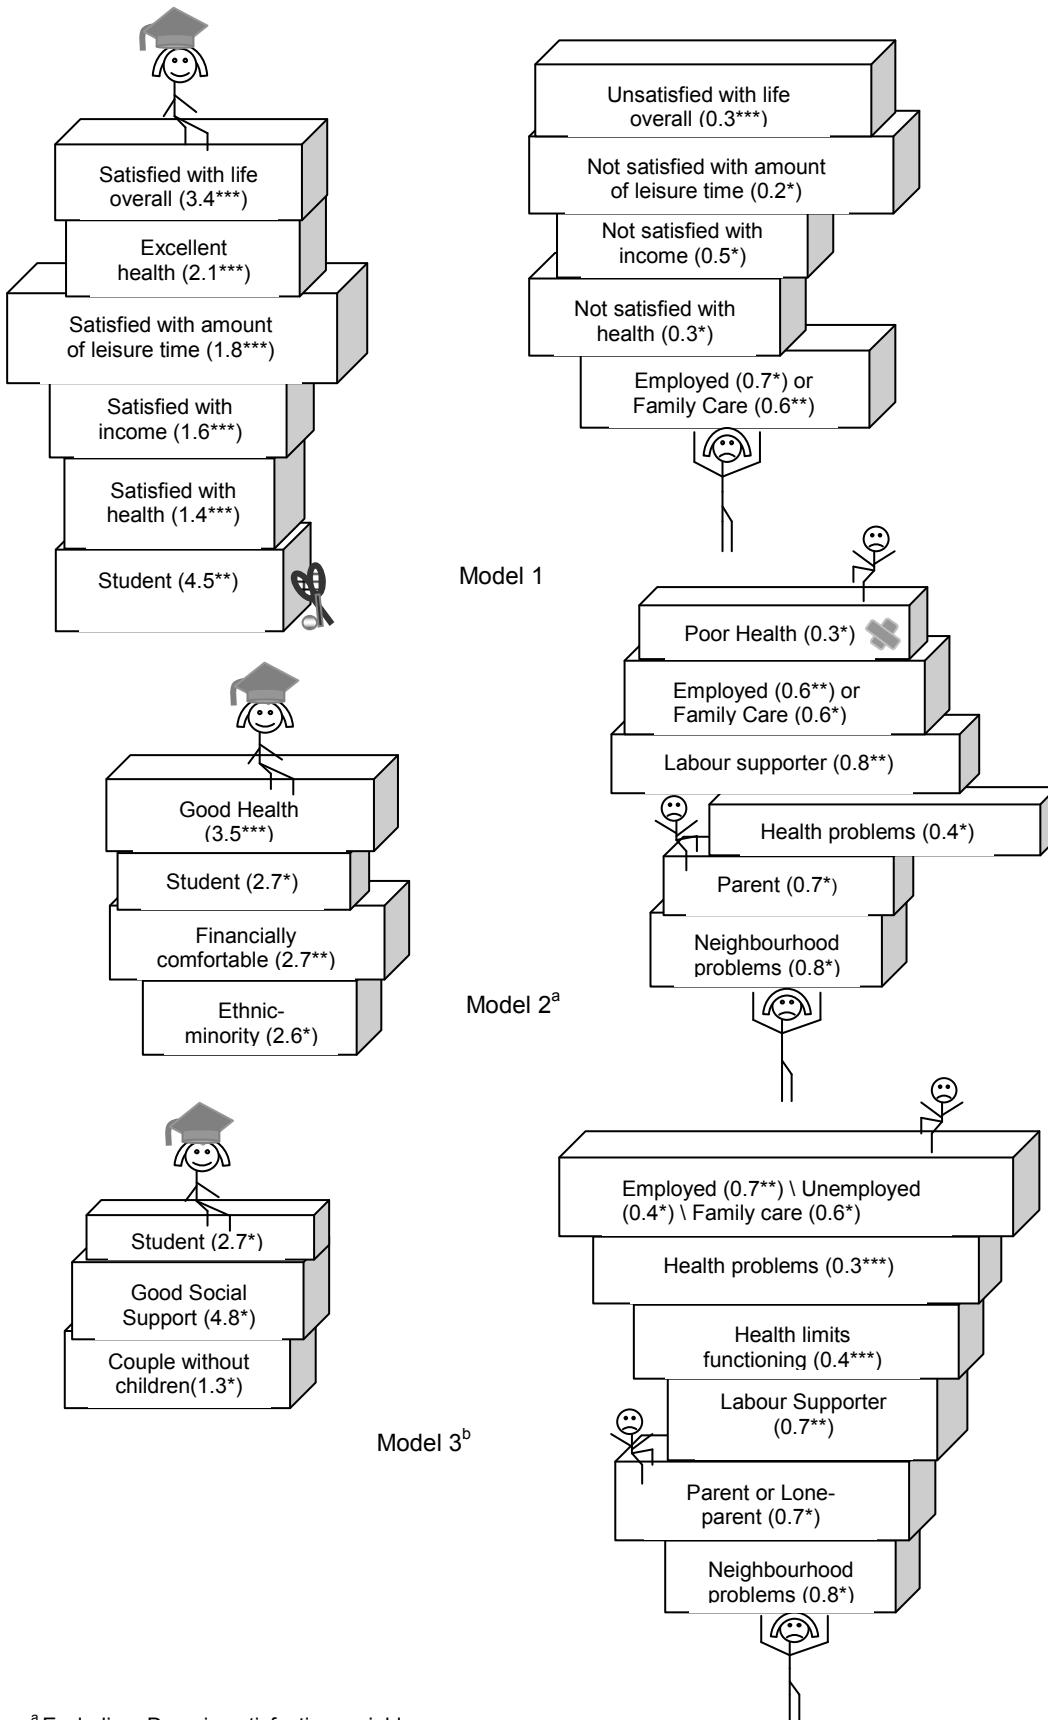 Satisfied with life
overall (3.4***)
Excellent
health (2.1***)
Satisfied with amount
of leisure time (1.8***)
Satisfied with
income (1.6***)
Satisfied with
health (1.4***)
Student (4.5**)
Unsatisfied with life
overall (0.3***)
Not satisfied with amount
of leisure time (0.2*)
Not satisfied with
income (0.5*)
Not satisfied with
health (0.3*)
Employed (0.7*) or
Family Care (0.6**)
Model 1
Good Health
(3.5***)
Student (2.7*)
Financially
comfortable (2.7**)
Ethnic-
minority (2.6*)
Poor Health (0.3*)
Employed (0.6**) or
Family Care (0.6*)
Labour supporter (0.8**)
Health problems (0.4*)
Parent (0.7*)
Neighbourhood
problems (0.8*)
Model 2a
Student (2.7*)
Good Social
Support (4.8*)
Couple without
children(1.3*)
Employed (0.7**) \ Unemployed
(0.4*) \ Family care (0.6*)
Health problems (0.3***)
Health limits
functioning (0.4***)
Labour Supporter
(0.7**)
Parent or Lone-
parent (0.7*)
Neighbourhood
problems (0.8*)
Model 3b